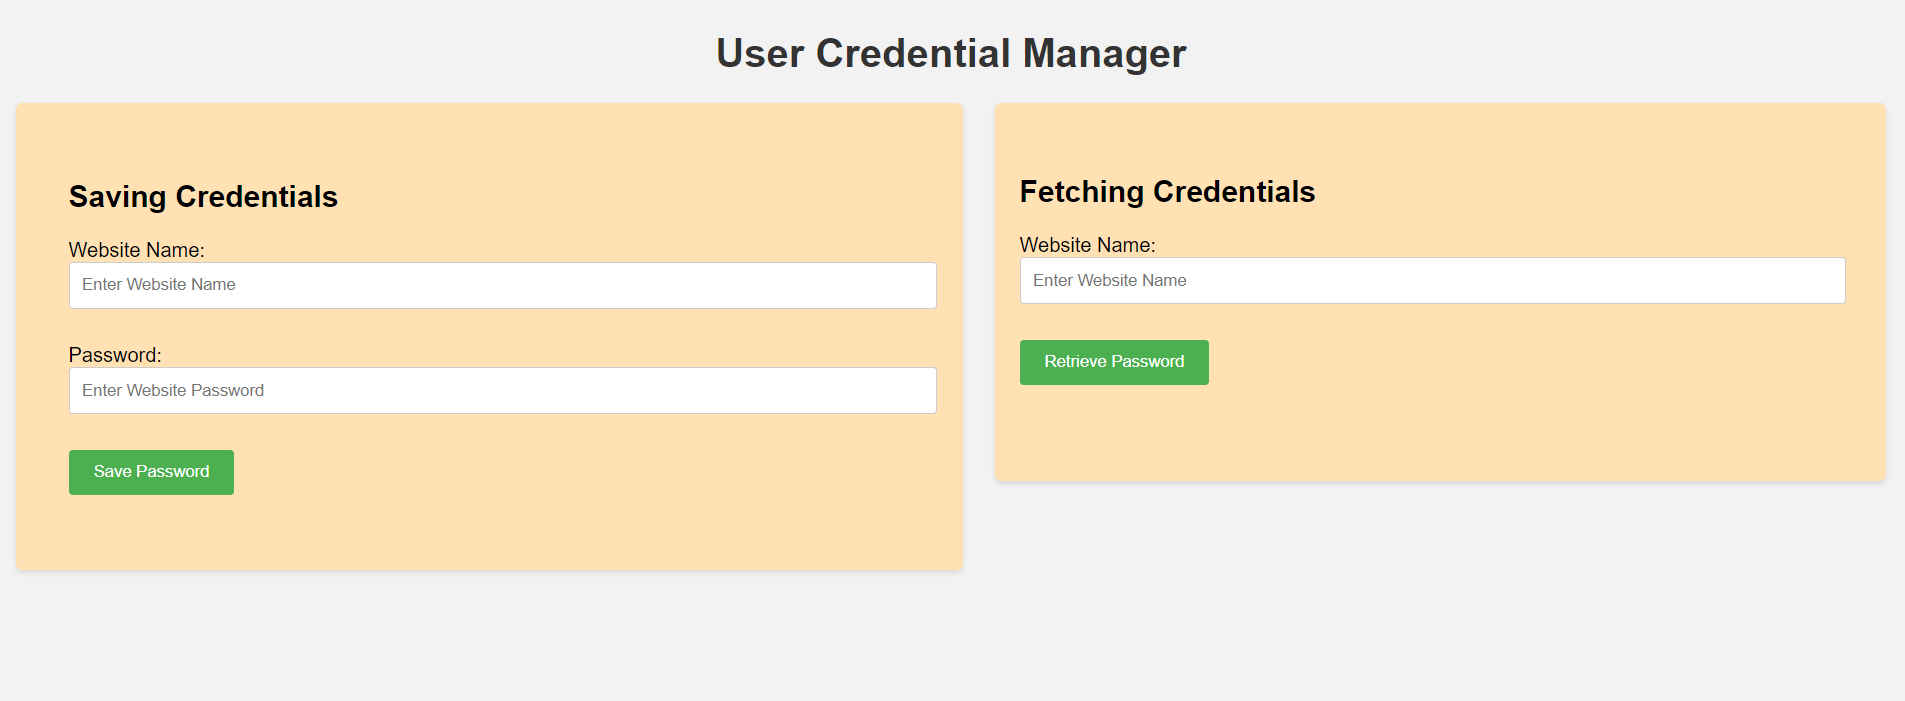 User Credential Manager
Saving Credentials
Website Name:
Enter Website Name
Password:
Enter Website Password
Save Password
Fetching Credentials
Website Name:
Enter Website Name
Retrieve Password